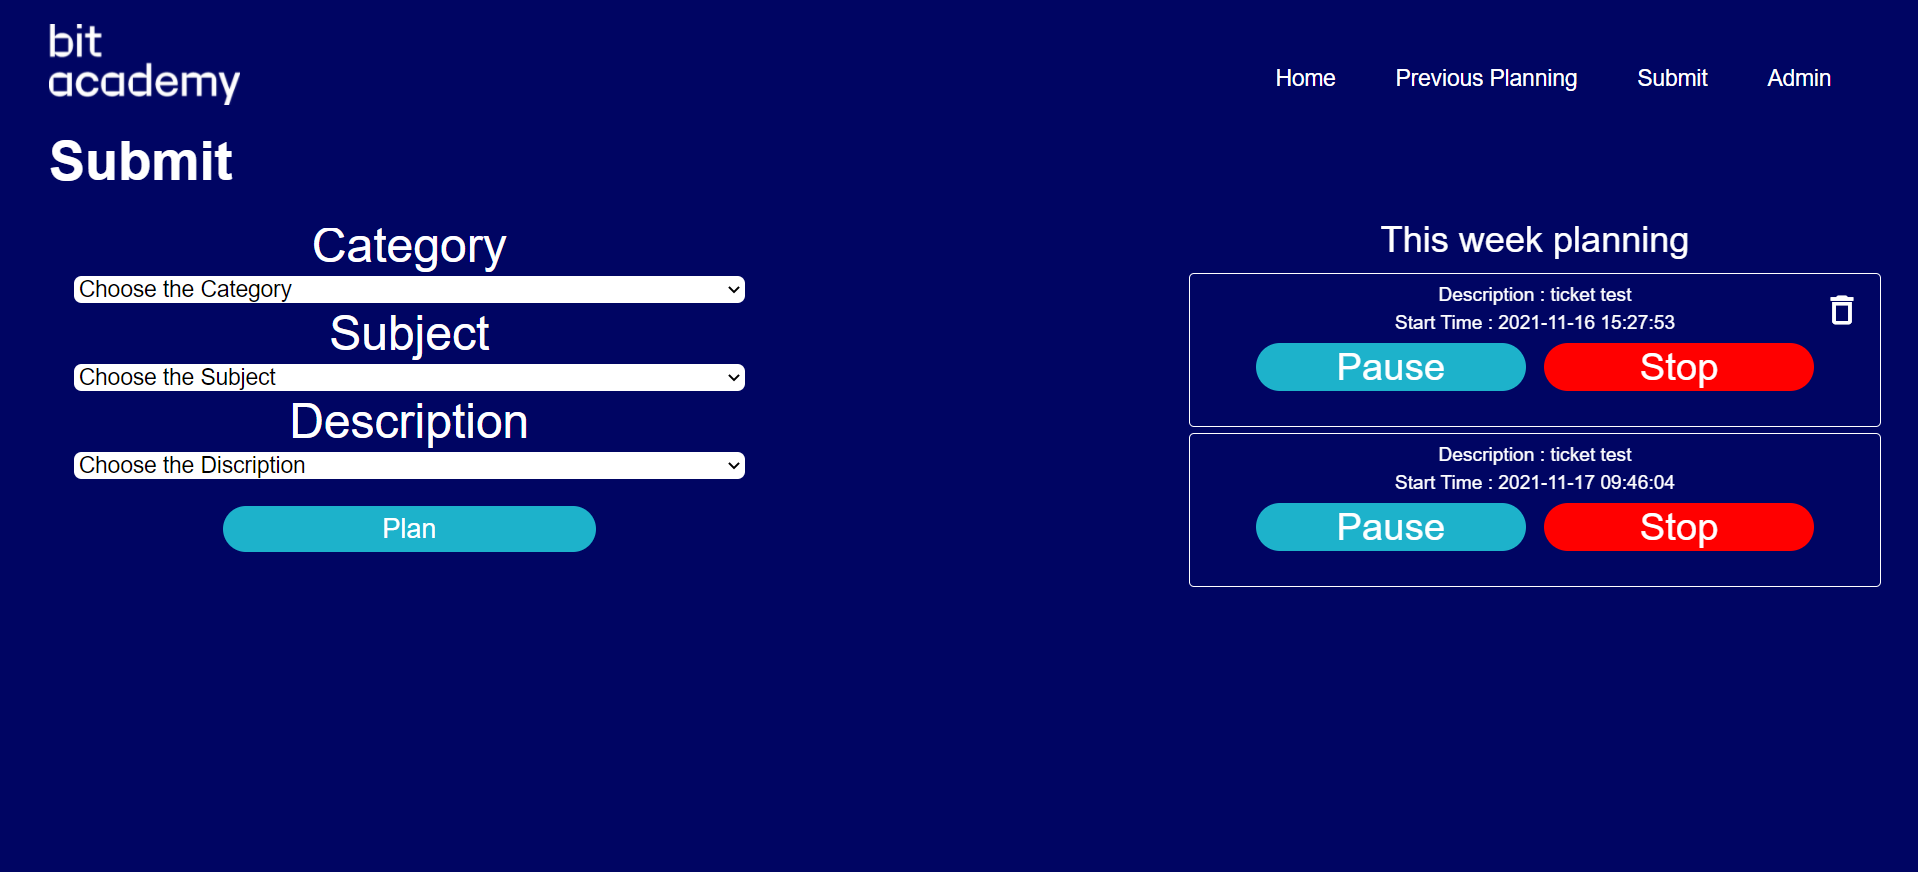 bit
academy
Home Previous Planning Submit Admin
Submit
Category
Choose the Category
Subject
Choose the Subject
Description
Choose the Discription
Plan
This week planning
Description : ticket test
Start Time : 2021-11-16 15:27:53
Pause Stop
Description : ticket test
Start Time : 2021-11-17 09:46:04
Pause Stop